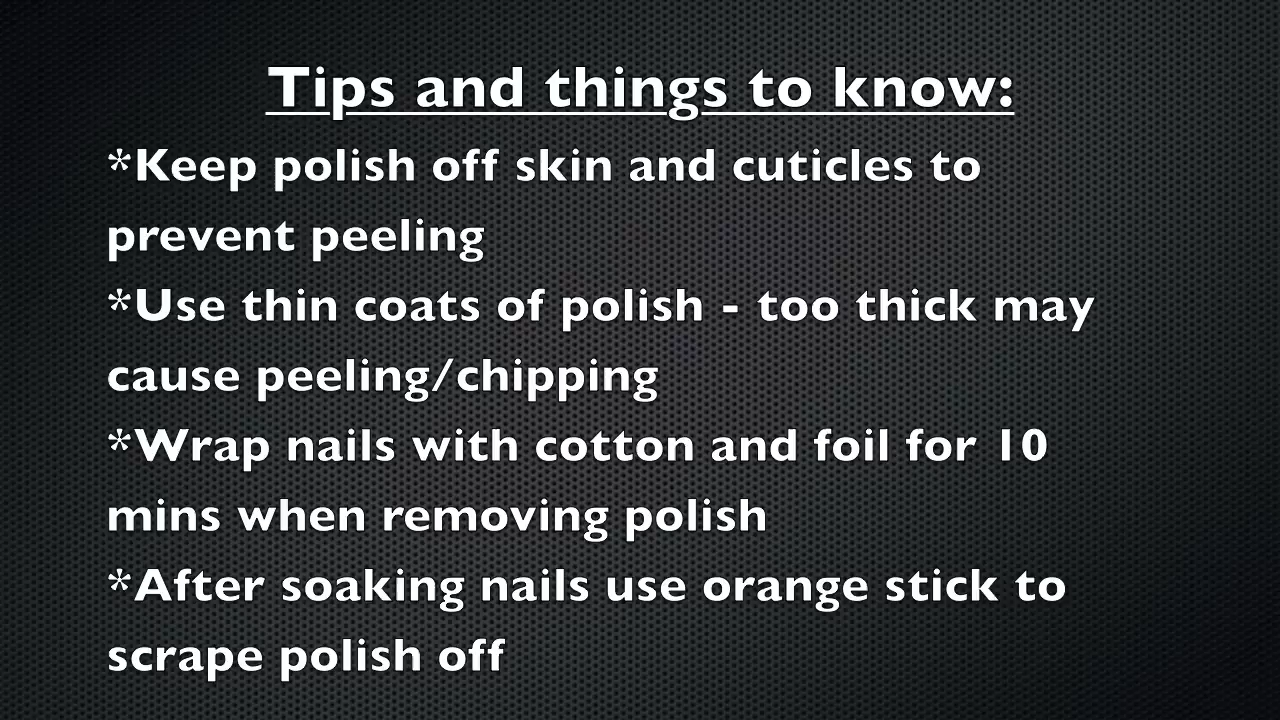 Tips and things to know:
*Keep polish off skin and cuticles to
prevent peeling
*Use thin coats of polish - too thick may
cause peeling/chipping
*Wrap nails with cotton and foil for 10
mins when removing polish
*After soaking nails use orange stick to
scrape polish off